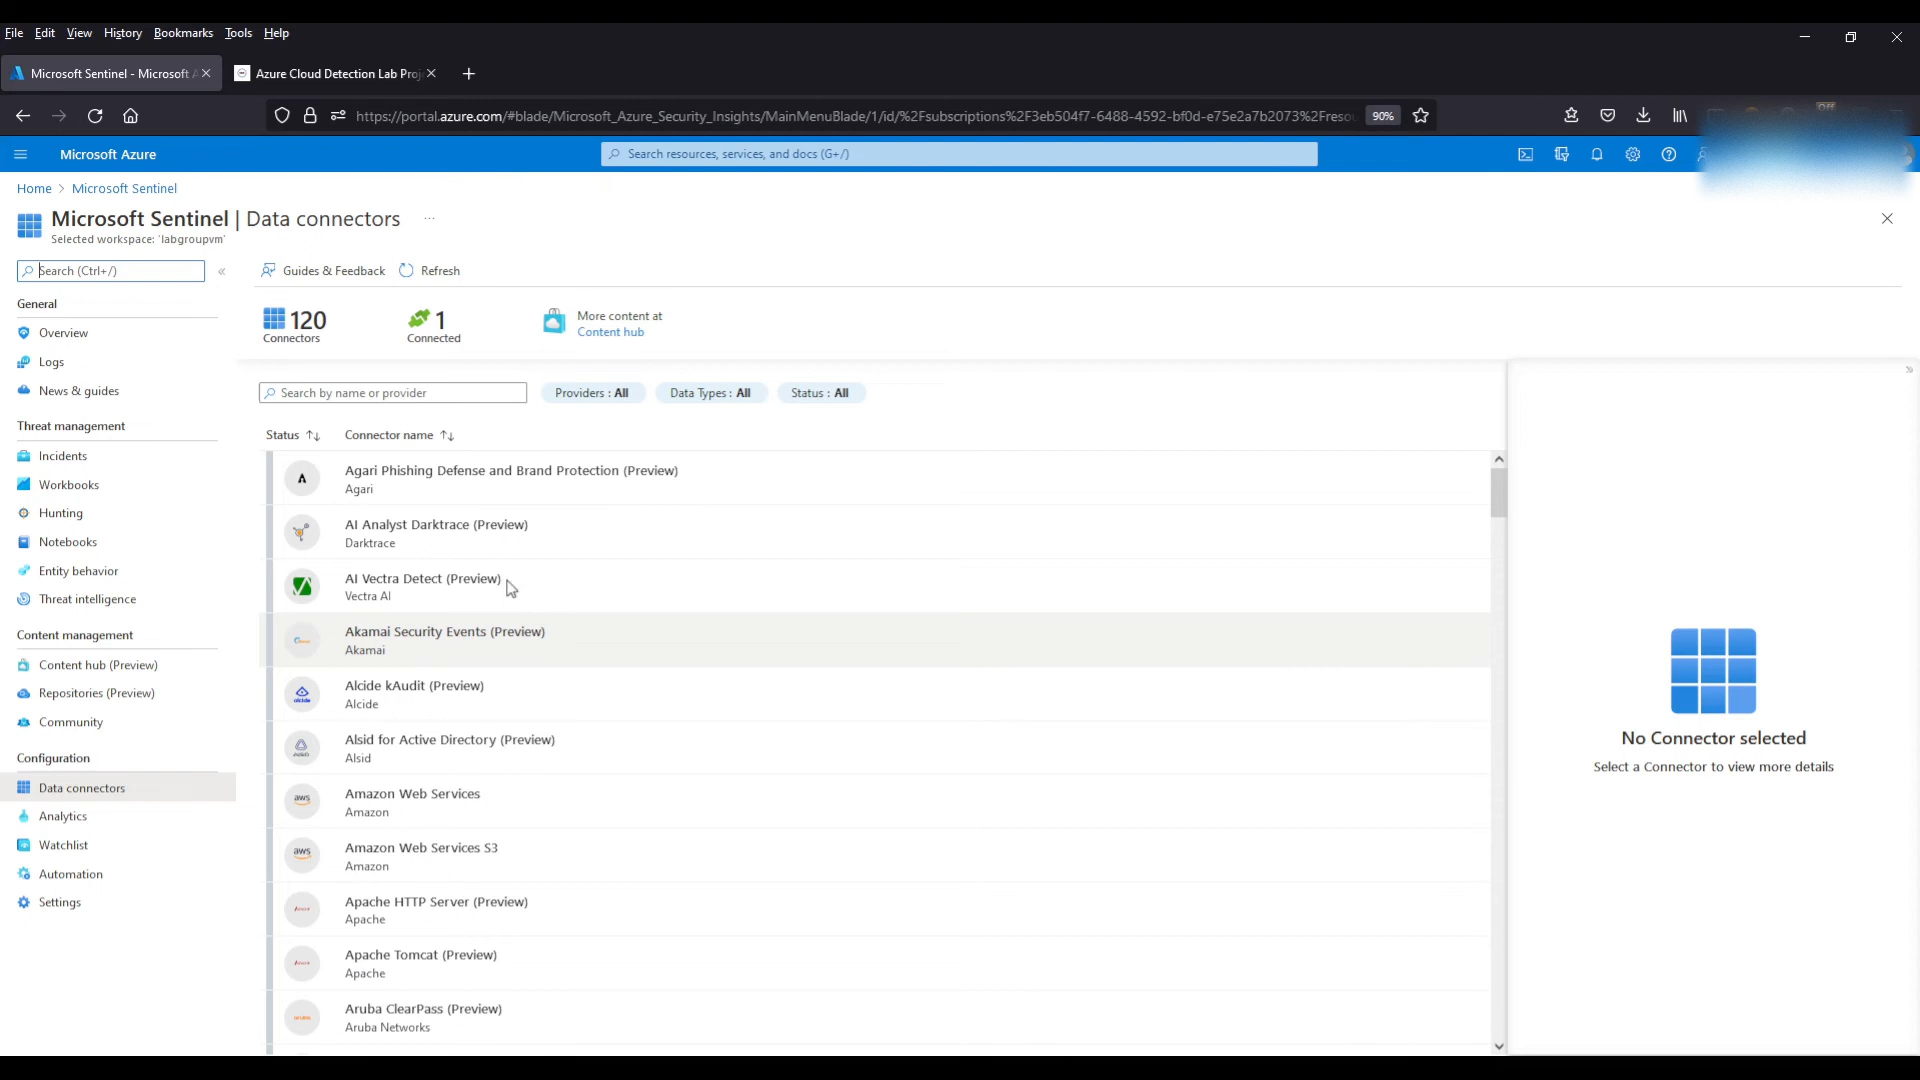 File Edit View History Bookmarks Tools Help
Microsoft Sentinel - Microsoft A
Azure Cloud Detection Lab Proj
https://portal.azure.com/#blade/Microsoft_Azure_Security_Insights/MainMenuBlade/1/id/%2Fsubscriptions%2F3eb504f7-6488-4592-bf0d-e75e2a7b2073%2Freso
90%
Off
Microsoft Azure
Search resources, services, and docs (G+/)
Home > Microsoft Sentinel
Microsoft Sentinel | Data connectors ...
Selected workspace: 'labgroupvm'
Search (Ctrl+/)
«
Guides & Feedback
Refresh
General
Overview
Logs
News & guides
Threat management
Incidents
Workbooks
Hunting
Notebooks
Entity behavior
Threat intelligence
Content management
Content hub (Preview)
Repositories (Preview)
Community
Configuration
Data connectors
Analytics
Watchlist
Automation
Settings
120
Connectors
1
Connected
More content at
Content hub
Search by name or provider
Providers : All
Data Types : All
Status : All
»
Status ↑↓
Connector name ↑↓
Agari Phishing Defense and Brand Protection (Preview)
Agari
AI Analyst Darktrace (Preview)
Darktrace
AI Vectra Detect (Preview)
Vectra AI
Akamai Security Events (Preview)
Akamai
alcide
Alcide kAudit (Preview)
Alcide
Alsid for Active Directory (Preview)
Alsid
aws
Amazon Web Services
Amazon
aws
Amazon Web Services S3
Amazon
Apache HTTP Server (Preview)
Apache
Apache Tomcat (Preview)
Apache
aruba
Aruba ClearPass (Preview)
Aruba Networks
No Connector selected
Select a Connector to view more details